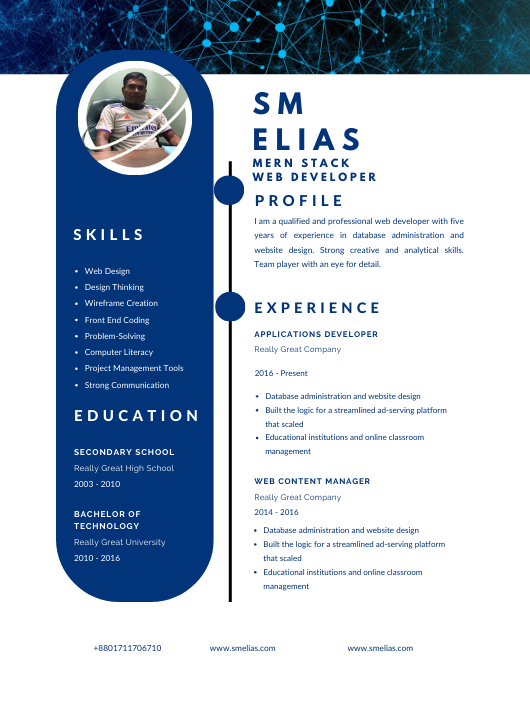 SM
ELIAS
MERN STACK
WEB DEVELOPER
PROFILE
I am a qualified and professional web developer with five
years of experience in database administration and
website design. Strong creative and analytical skills.
Team player with an eye for detail.
SKILLS
• Web Design
• Design Thinking
• Wireframe Creation
• Front End Coding
• Problem-Solving
• Computer Literacy
• Project Management Tools
• Strong Communication
EDUCATION
SECONDARY SCHOOL
Really Great High School
2003 - 2010
BACHELOR OF
TECHNOLOGY
Really Great University
2010 - 2016
EXPERIENCE
APPLICATIONS DEVELOPER
Really Great Company
2016 - Present
• Database administration and website design
• Built the logic for a streamlined ad-serving platform
that scaled
• Educational institutions and online classroom
management
WEB CONTENT MANAGER
Really Great Company
2014 - 2016
• Database administration and website design
• Built the logic for a streamlined ad-serving platform
that scaled
• Educational institutions and online classroom
management
+8801711706710 www.smelias.com www.smelias.com